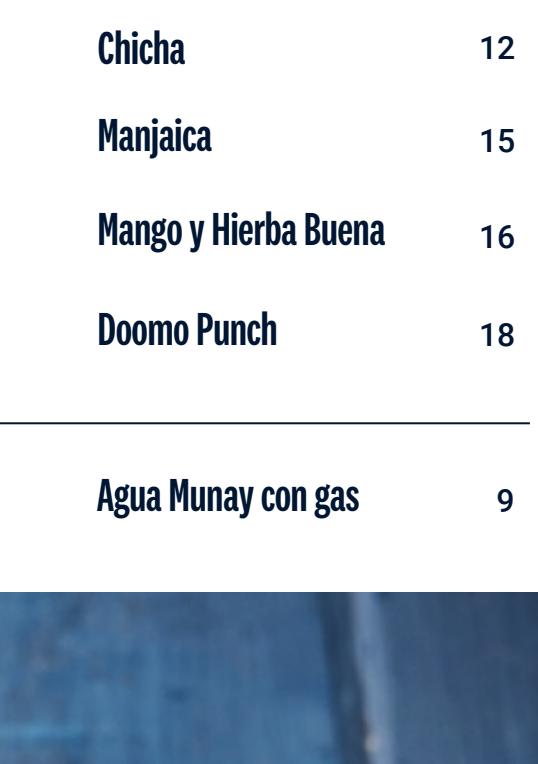 Chicha 12
Manjaica 15
Mango y Hierba Buena 16
Doomo Punch 18
Agua Munay con gas 9